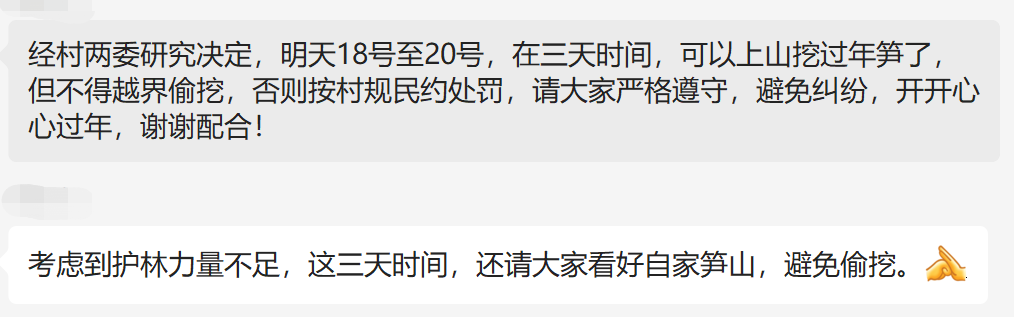 经村两委研究决定，明天18号至20号，在三天时间，可以上山挖过年笋了，
但不得越界偷挖，否则按村规民约处罚，请大家严格遵守，避免纠纷，开开心
心过年，谢谢配合！
考虑到护林力量不足，这三天时间，还请大家看好自家笋山，避免偷挖。